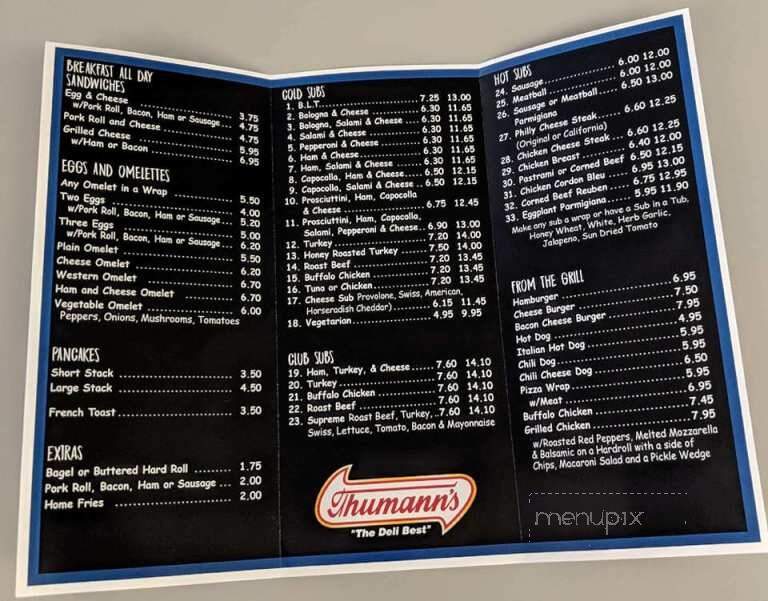 BREAKFAST ALL DAY
SANDWICHES
Egg & Cheese
w/Pork Roll, Bacon, Ham or Sausage ... 3.75
Pork Roll and Cheese ... 4.75
Grilled Cheese ... 4.75
w/Ham or Bacon ... 5.95
6.95
EGGS AND OMELETTES
Any Omelet in a Wrap ... 5.50
Two Eggs ... 4.00
w/Pork Roll, Bacon, Ham or Sausage ... 5.20
Three Eggs ... 5.00
w/Pork Roll, Bacon, Ham or Sausage ... 6.20
Plain Omelet ... 5.50
Cheese Omelet ... 6.20
Western Omelet ... 6.70
Ham and Cheese Omelet ... 6.70
Vegetable Omelet ... 6.00
Peppers, Onions, Mushrooms, Tomatoes
PANCAKES
Short Stack ... 3.50
Large Stack ... 4.50
French Toast ... 3.50
EXTRAS
Bagel or Buttered Hard Roll ... 1.75
Pork Roll, Bacon, Ham or Sausage ... 2.00
Home Fries ... 2.00
COLD SUBS
1. B.L.T. ... 7.25 13.00
2. Bologna & Cheese ... 6.30 11.65
3. Bologna, Salami & Cheese ... 6.30 11.65
4. Salami & Cheese ... 6.30 11.65
5. Pepperoni & Cheese ... 6.30 11.65
6. Ham & Cheese ... 6.30 11.65
7. Ham, Salami & Cheese ... 6.30 11.65
8. Capocolla, Ham & Cheese ... 6.50 12.15
9. Capocolla, Salami & Cheese ... 6.50 12.15
10. Prosciuttini, Ham, Capocolla
& Cheese ... 6.75 12.45
11. Prosciuttini, Ham, Capocolla,
Salami, Pepperoni & Cheese... 6.90 13.00
12. Turkey ... 7.20 14.00
13. Honey Roasted Turkey ... 7.50 14.00
14. Roast Beef ... 7.20 13.45
15. Buffalo Chicken ... 7.20 13.45
16. Tuna or Chicken ... 7.20 13.45
17. Cheese Sub Provolone, Swiss, American,
Horseradish Cheddar) ... 6.15 11.45
18. Vegetarian ... 4.95 9.95
CLUB SUBS
19. Ham, Turkey, & Cheese ... 7.60 14.10
20. Turkey ... 7.60 14.10
21. Buffalo Chicken ... 7.60 14.10
22. Roast Beef ... 7.60 14.10
23. Supreme Roast Beef, Turkey,.. 7.60 14.10
Swiss, Lettuce, Tomato, Bacon & Mayonnaise
Thumann's
"The Deli Best"
HOT SUBS
24. Sausage ... 6.00 12.00
25. Meatball ... 6.00 12.00
26. Sausage or Meatball ... 6.50 13.00
Parmigiana
27. Philly Cheese Steak ... 6.60 12.25
(Original or California)
28. Chicken Cheese Steak ... 6.60 12.25
29. Chicken Breast ... 6.40 12.00
30. Pastrami or Corned Beef 6.50 12.15
31. Chicken Cordon Bleu ... 6.95 13.00
32. Corned Beef Reuben ... 6.75 12.95
33. Eggplant Parmigiana ... 5.95 11.90
Make any sub a wrap or have a Sub in a Tub,
Honey Wheat, White, Herb Garlic,
Jalapeno, Sun Dried Tomato
FROM THE GRILL
Hamburger ... 6.95
Cheese Burger ... 7.50
Bacon Cheese Burger ... 7.95
Hot Dog ... 4.95
Italian Hot Dog ... 5.95
Chili Dog ... 5.95
Chili Cheese Dog ... 6.50
Pizza Wrap ... 5.95
w/Meat ... 6.95
Buffalo Chicken ... 7.45
Grilled Chicken ... 7.95
w/Roasted Red Peppers, Melted Mozzarella
& Balsamic on a Hardroll with a side of
Chips, Macaroni Salad and a Pickle Wedge
menupix